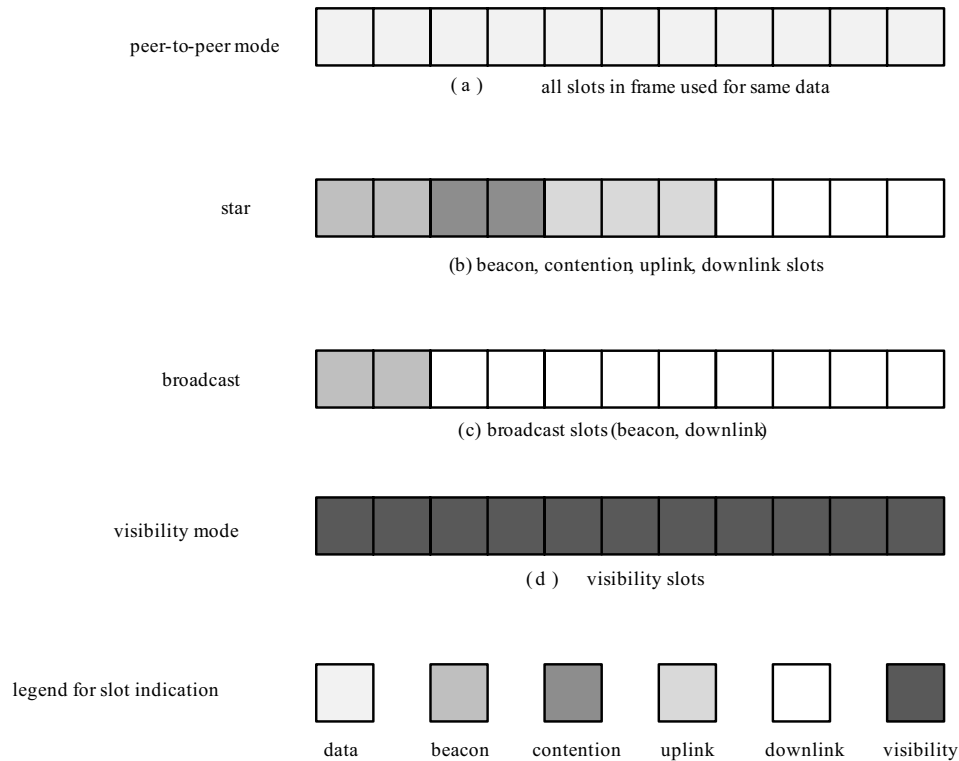 peer-to-peer mode
( a ) all slots in frame used for same data
star
(b) beacon, contention, uplink, downlink slots
broadcast
(c) broadcast slots (beacon, downlink)
visibility mode
( d ) visibility slots
legend for slot indication
data beacon contention uplink downlink visibility